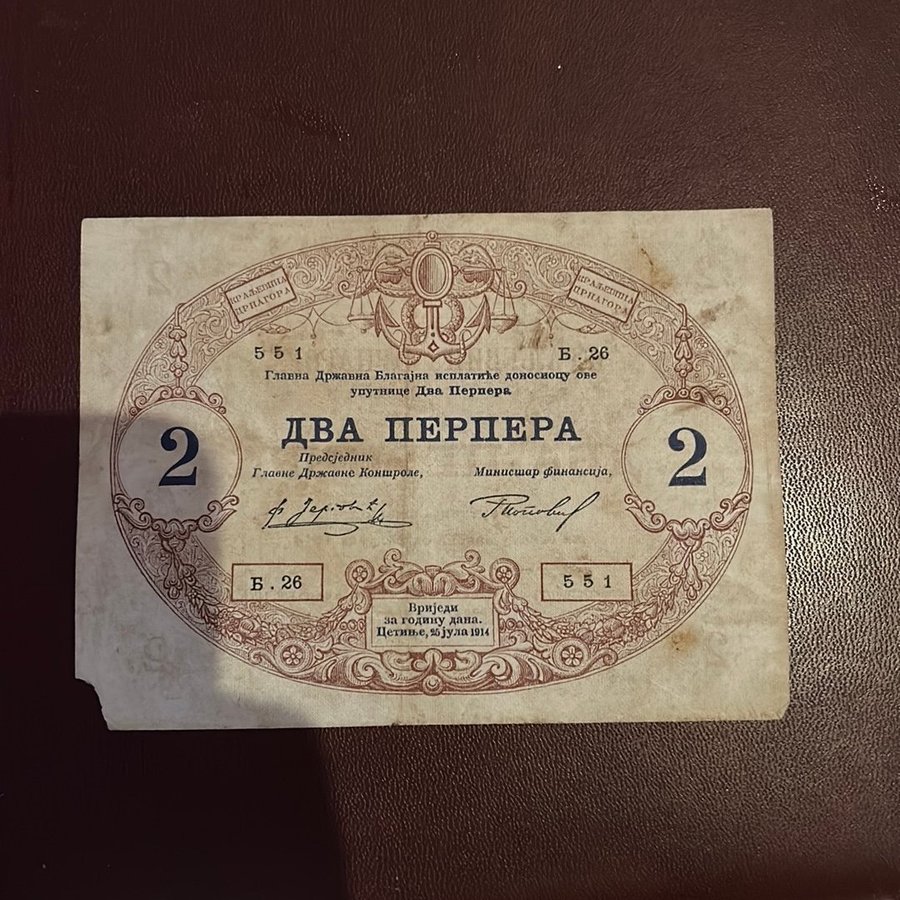 КРАЉЕВИНА
ЦРНАГОРА
КРАЉЕВИНА
ЦРНАГОРА
551
Б. 26
Главна Државна Благајна исплатиће доносиоцу ове
упутнице Два Перпера
ДВА ПЕРПЕРА
2
2
Предсједник
Главне Државне Контроле,
Министар финансија,
Б. 26
551
Вриједи
за годину дана.
Цетиње, 25 јула 1914